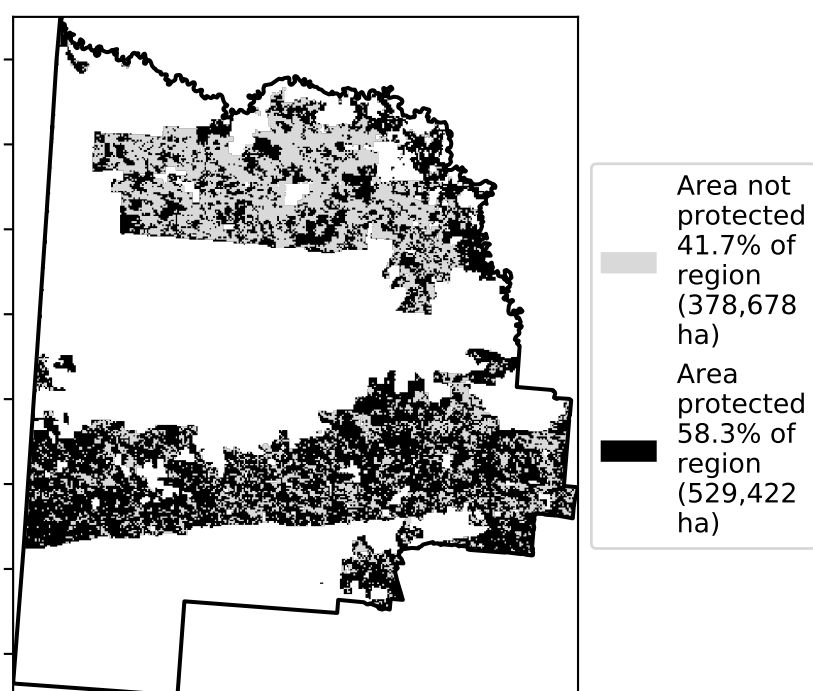 Area not
protected
41.7% of
region
(378,678
ha)
Area
protected
58.3% of
region
(529,422
ha)